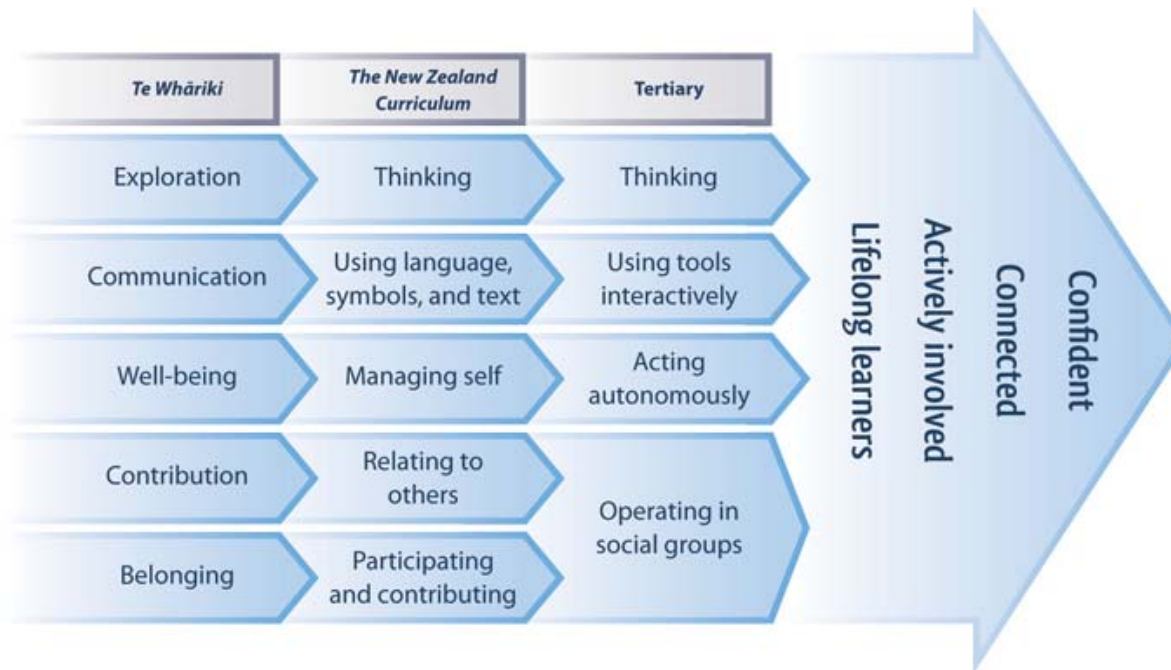 Te Whāriki
The New Zealand
Curriculum
Tertiary
Exploration
Thinking
Thinking
Communication
Using language,
symbols, and text
Using tools
interactively
Well-being
Managing self
Acting
autonomously
Contribution
Relating to
others
Operating in
social groups
Belonging
Participating
and contributing
Confident
Connected
Actively involved
Lifelong learners